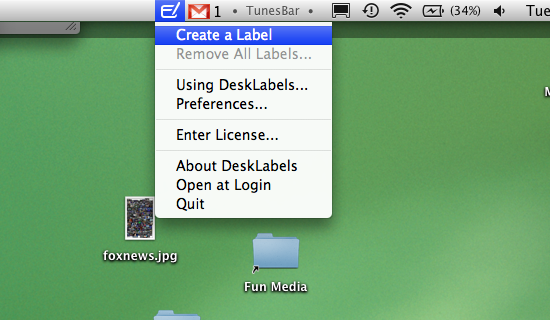 1 • TunesBar • (34%) Tue
Create a Label
Remove All Labels...
Using DeskLabels...
Preferences...
Enter License...
About DeskLabels
Open at Login
Quit
foxnews.jpg
Fun Media